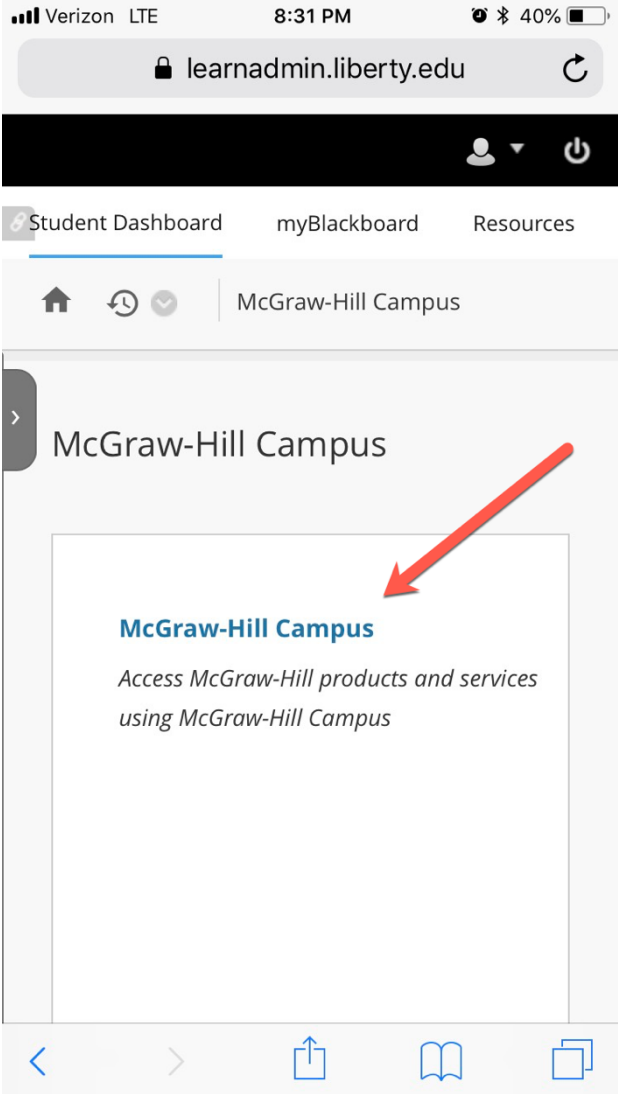 Verizon LTE 8:31 PM 40%
learnadmin.liberty.edu
Student Dashboard myBlackboard Resources
McGraw-Hill Campus
McGraw-Hill Campus
McGraw-Hill Campus
Access McGraw-Hill products and services
using McGraw-Hill Campus